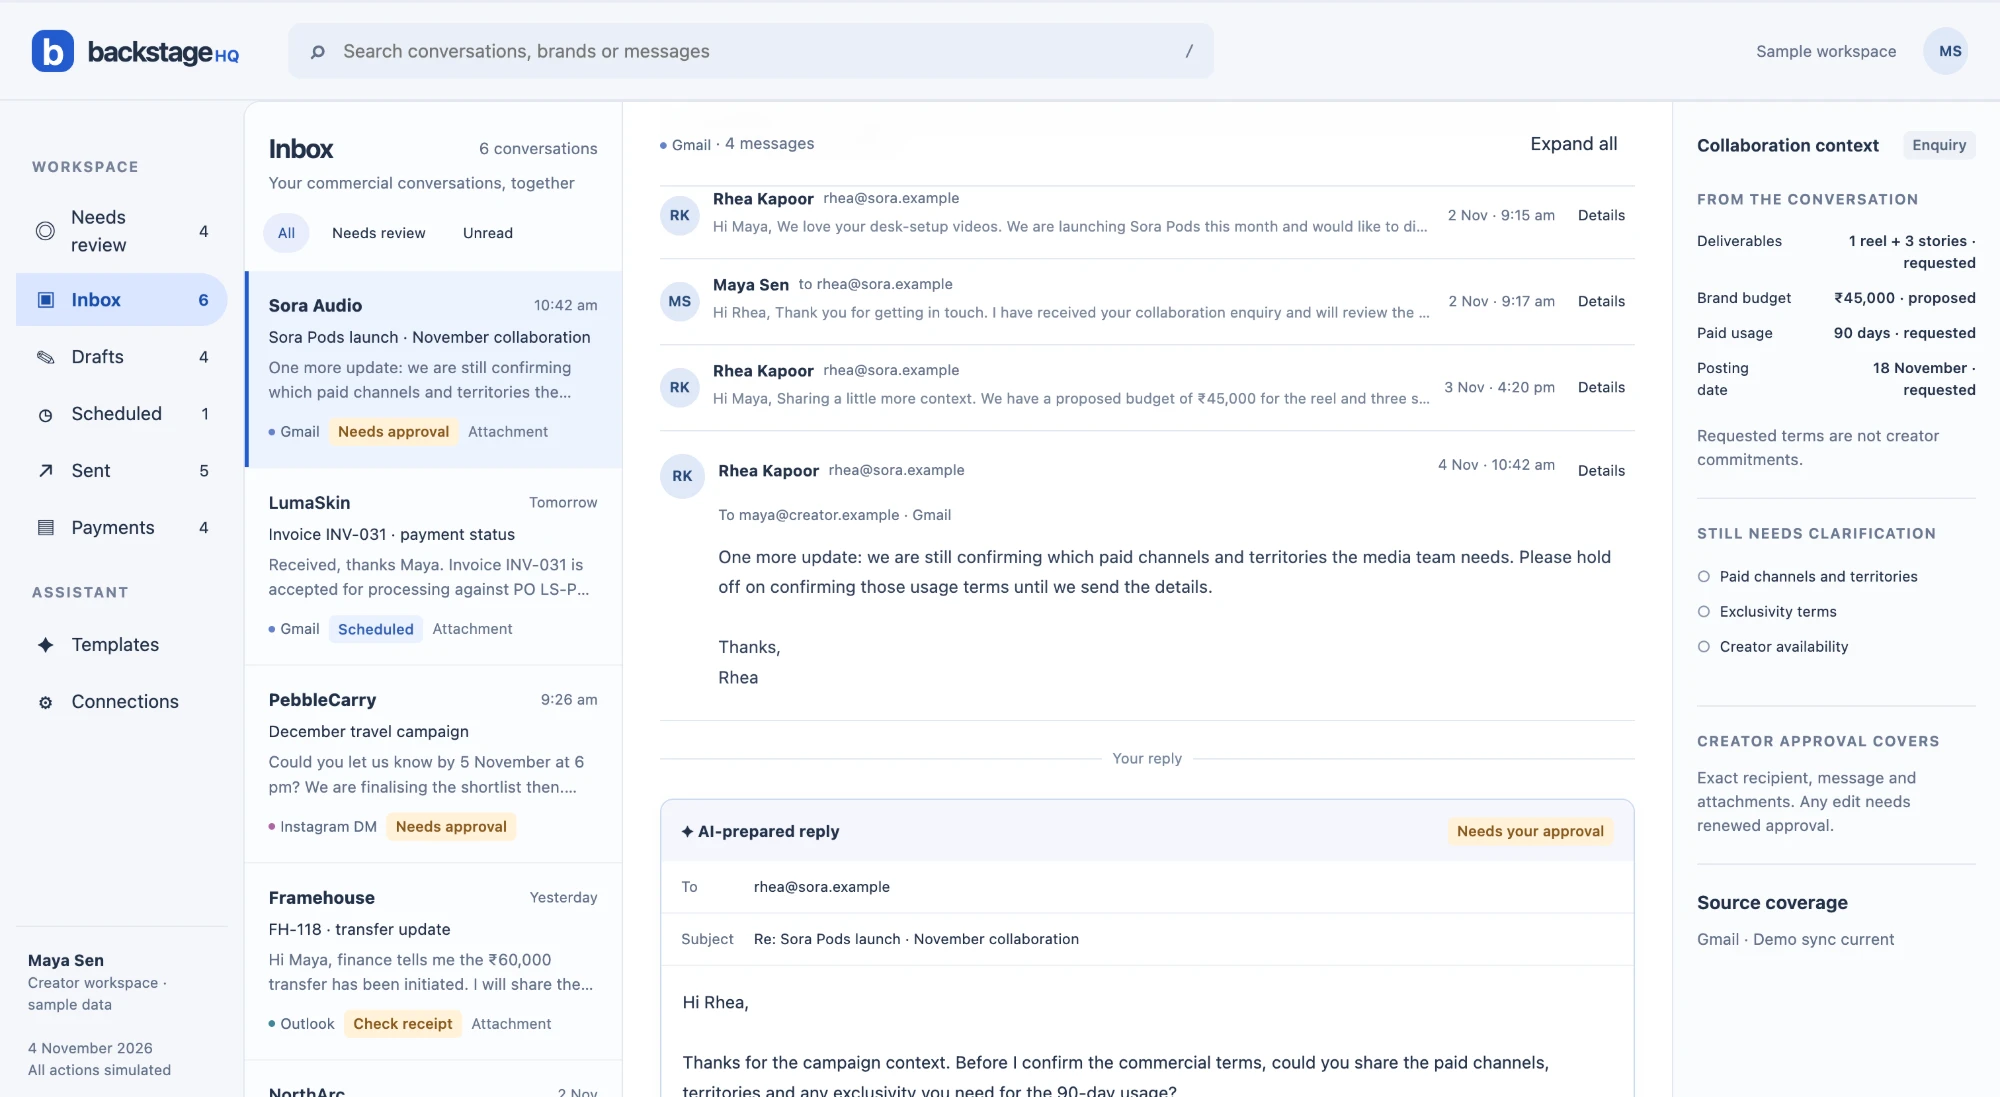 b backstage HQ
Search conversations, brands or messages /
Sample workspace MS
WORKSPACE
Needs
review 4
Inbox 6
Drafts 4
Scheduled 1
Sent 5
Payments 4
ASSISTANT
Templates
Connections
Maya Sen
Creator workspace ·
sample data
4 November 2026
All actions simulated
Inbox 6 conversations
Your commercial conversations, together
All Needs review Unread
Sora Audio 10:42 am
Sora Pods launch · November collaboration
One more update: we are still confirming
which paid channels and territories the...
Gmail Needs approval Attachment
LumaSkin Tomorrow
Invoice INV-031 · payment status
Received, thanks Maya. Invoice INV-031 is
accepted for processing against PO LS-P...
Gmail Scheduled Attachment
PebbleCarry 9:26 am
December travel campaign
Could you let us know by 5 November at 6
pm? We are finalising the shortlist then....
Instagram DM Needs approval
Framehouse Yesterday
FH-118 · transfer update
Hi Maya, finance tells me the ₹60,000
transfer has been initiated. I will share the...
Outlook Check receipt Attachment
NorthArc 2 Nov
Gmail · 4 messages Expand all
Rhea Kapoor rhea@sora.example
RK 2 Nov · 9:15 am Details
Hi Maya, We love your desk-setup videos. We are launching Sora Pods this month and would like to di...
Maya Sen to rhea@sora.example
MS 2 Nov · 9:17 am Details
Hi Rhea, Thank you for getting in touch. I have received your collaboration enquiry and will review the ...
Rhea Kapoor rhea@sora.example
RK 3 Nov · 4:20 pm Details
Hi Maya, Sharing a little more context. We have a proposed budget of ₹45,000 for the reel and three s...
RK Rhea Kapoor rhea@sora.example 4 Nov · 10:42 am Details
To maya@creator.example · Gmail
One more update: we are still confirming which paid channels and territories the media team needs. Please hold
off on confirming those usage terms until we send the details.
Thanks,
Rhea
Your reply
AI-prepared reply Needs your approval
To rhea@sora.example
Subject Re: Sora Pods launch · November collaboration
Hi Rhea,
Thanks for the campaign context. Before I confirm the commercial terms, could you share the paid channels,
territories and any exclusivity you need for the 90-day usage?
Collaboration context Enquiry
FROM THE CONVERSATION
Deliverables 1 reel + 3 stories ·
requested
Brand budget ₹45,000 · proposed
Paid usage 90 days · requested
Posting 18 November ·
date requested
Requested terms are not creator
commitments.
STILL NEEDS CLARIFICATION
Paid channels and territories
Exclusivity terms
Creator availability
CREATOR APPROVAL COVERS
Exact recipient, message and
attachments. Any edit needs
renewed approval.
Source coverage
Gmail · Demo sync current